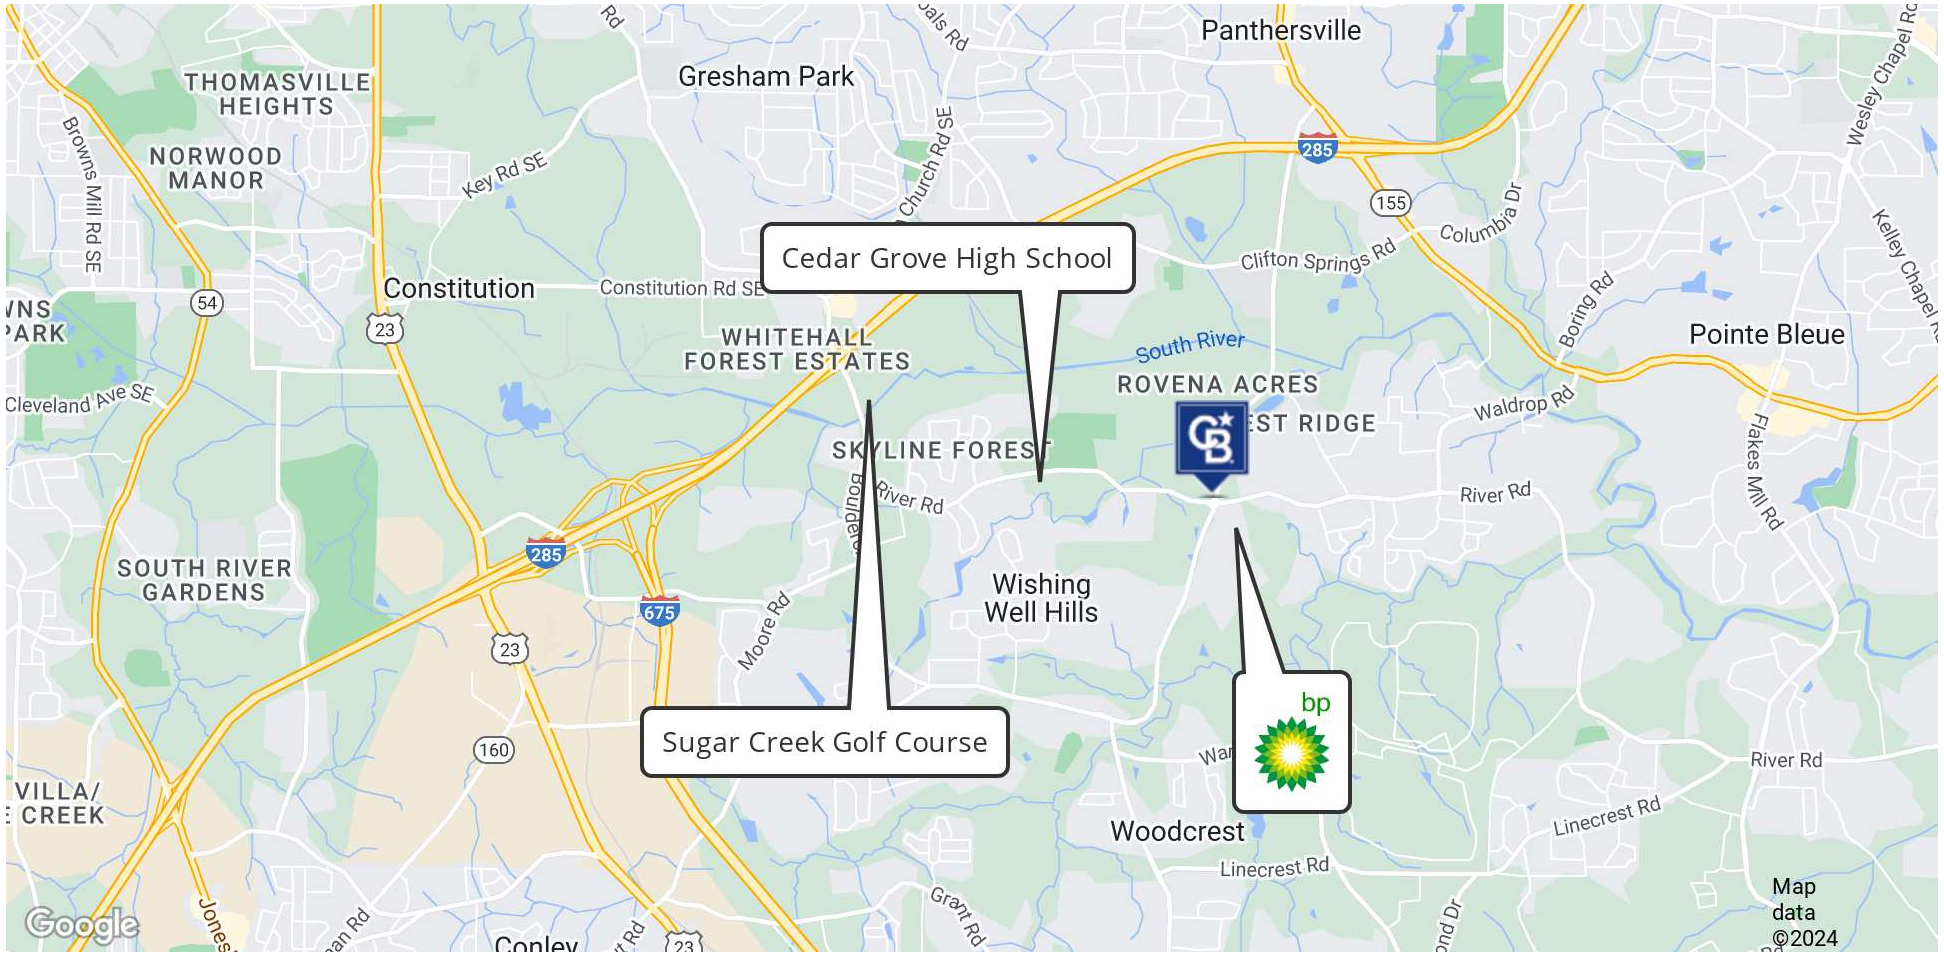 Rd
Panthersville
Gresham Park
THOMASVILLE
HEIGHTS
Wesley Chapel Rd
Browns Mill Rd SE
NORWOOD
MANOR
Key Rd SE
Church Rd SE
285
155
Columbia Dr
Kelley Chapel
Cedar Grove High School
Clifton Springs Rd
Constitution
Constitution Rd SE
54
23
PARK
Boring Rd
WHITEHALL
FOREST ESTATES
South River
Pointe Bleue
ROVENA ACRES
Cleveland Ave SE
Waldrop Rd
EST RIDGE
CB
SKYLINE FOREST
Flakes Mill Rd
River Rd
River Rd
285
SOUTH RIVER
GARDENS
Wishing
Well Hills
675
Moore Rd
23
bp
Sugar Creek Golf Course
160
River Rd
VILLA/
CREEK
Woodcrest
Linecrest Rd
Linecrest Rd
Google
Grant Rd
Conley
23
Map
data
©2024